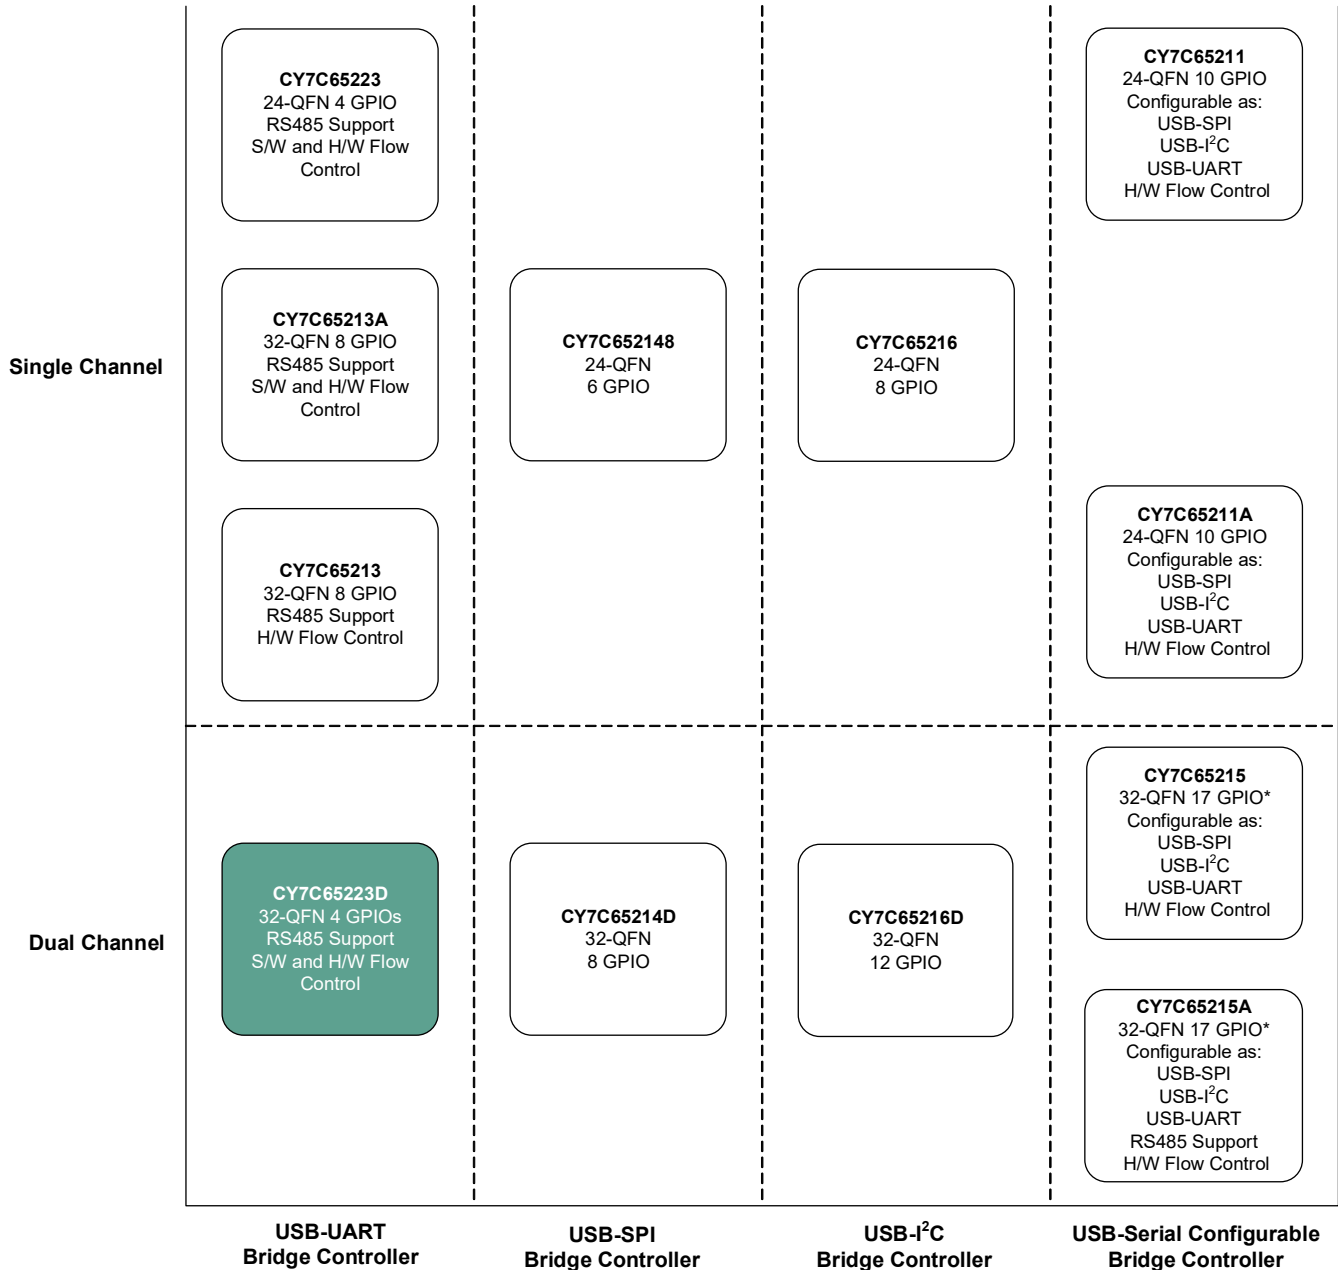 CY7C65223
24-QFN 4 GPIO
RS485 Support
S/W and H/W Flow
Control
CY7C65211
24-QFN 10 GPIO
Configurable as:
USB-SPI
USB-I²C
USB-UART
H/W Flow Control
Single Channel
CY7C65213A
32-QFN 8 GPIO
RS485 Support
S/W and H/W Flow
Control
CY7C652148
24-QFN
6 GPIO
CY7C65216
24-QFN
8 GPIO
CY7C65213
32-QFN 8 GPIO
RS485 Support
H/W Flow Control
CY7C65211A
24-QFN 10 GPIO
Configurable as:
USB-SPI
USB-I²C
USB-UART
H/W Flow Control
Dual Channel
CY7C65223D
32-QFN 4 GPIOs
RS485 Support
S/W and H/W Flow
Control
CY7C65214D
32-QFN
8 GPIO
CY7C65216D
32-QFN
12 GPIO
CY7C65215
32-QFN 17 GPIO*
Configurable as:
USB-SPI
USB-I²C
USB-UART
H/W Flow Control
CY7C65215A
32-QFN 17 GPIO*
Configurable as:
USB-SPI
USB-I²C
USB-UART
RS485 Support
H/W Flow Control
USB-UART
Bridge Controller
USB-SPI
Bridge Controller
USB-I²C
Bridge Controller
USB-Serial Configurable
Bridge Controller